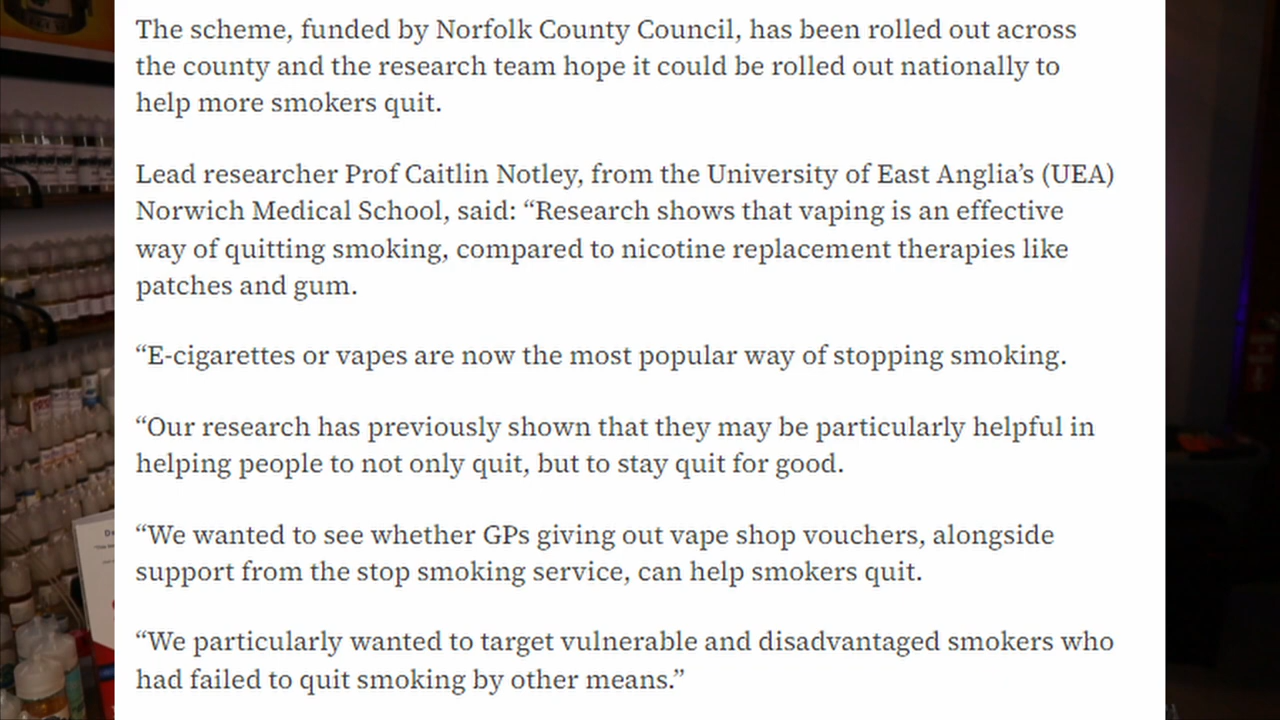 The scheme, funded by Norfolk County Council, has been rolled out across
the county and the research team hope it could be rolled out nationally to
help more smokers quit.
Lead researcher Prof Caitlin Notley, from the University of East Anglia’s (UEA)
Norwich Medical School, said: “Research shows that vaping is an effective
way of quitting smoking, compared to nicotine replacement therapies like
patches and gum.
“E-cigarettes or vapes are now the most popular way of stopping smoking.
“Our research has previously shown that they may be particularly helpful in
helping people to not only quit, but to stay quit for good.
“We wanted to see whether GPs giving out vape shop vouchers, alongside
support from the stop smoking service, can help smokers quit.
“We particularly wanted to target vulnerable and disadvantaged smokers who
had failed to quit smoking by other means.”